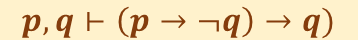 p, q ⊢ (p → ¬q) → q)